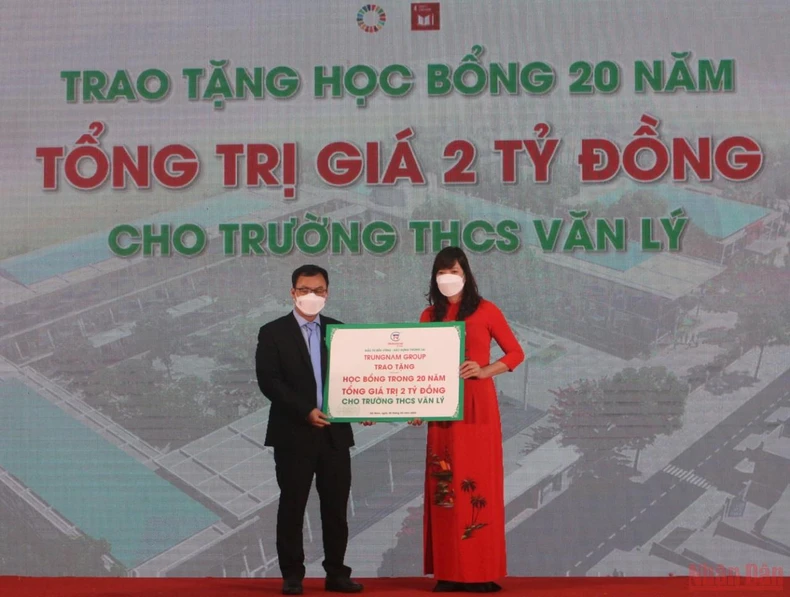 TRAO TẶNG HỌC BỔNG 20 NĂM
TỔNG TRỊ GIÁ 2 TỶ ĐỒNG
CHO TRƯỜNG THCS VĂN LÝ
TRUNGNAM GROUP
TRAO TẶNG
HỌC BỔNG TRONG 20 NĂM
TỔNG GIÁ TRỊ 2 TỶ ĐỒNG
CHO TRƯỜNG THCS VĂN LÝ
Nhân Dân